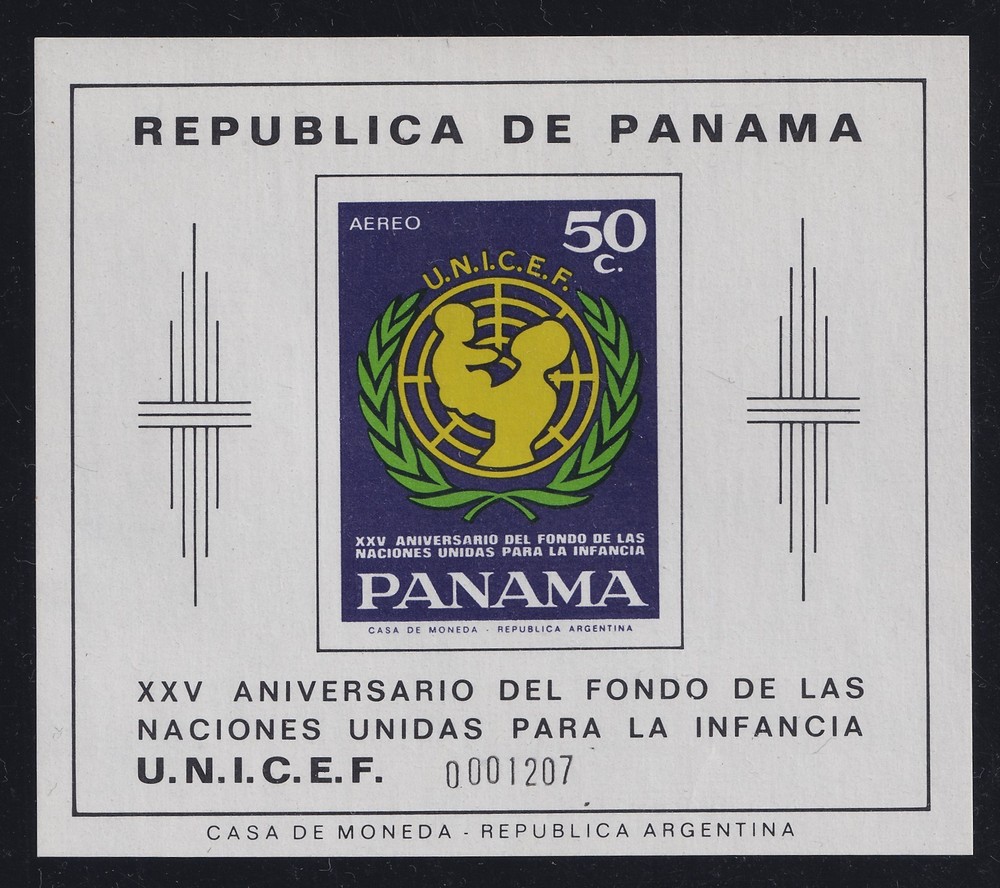 REPUBLICA DE PANAMA
AEREO
50
c.
U.N.I.C.E.F.
XXV ANIVERSARIO DEL FONDO DE LAS
NACIONES UNIDAS PARA LA INFANCIA
PANAMA
CASA DE MONEDA - REPUBLICA ARGENTINA
XXV ANIVERSARIO DEL FONDO DE LAS
NACIONES UNIDAS PARA LA INFANCIA
U.N.I.C.E.F. 0001207
CASA DE MONEDA - REPUBLICA ARGENTINA